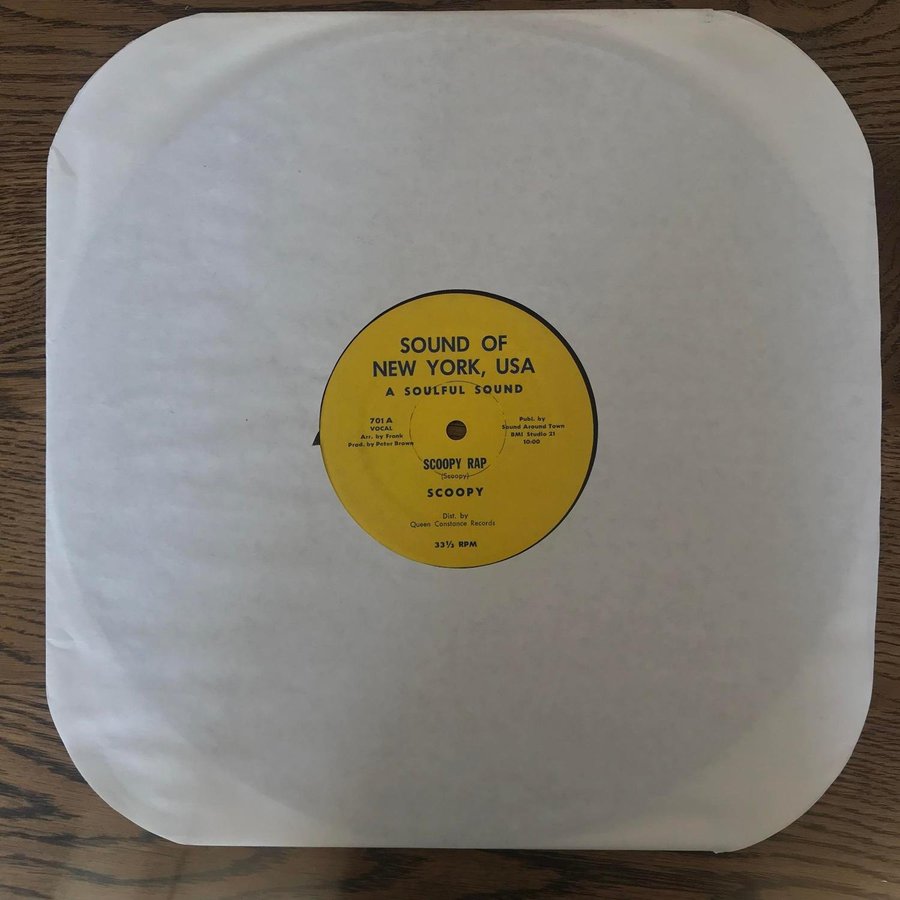 SOUND OF
NEW YORK, USA
A SOULFUL SOUND
701 A
VOCAL
Arr. by Frank
Prod. by Peter Brown
Publ. by
Sound Around Town
BMI Studio 21
10:00
SCOOPY RAP
(Scoopy)
SCOOPY
Dist. by
Queen Constance Records
33⅓ RPM